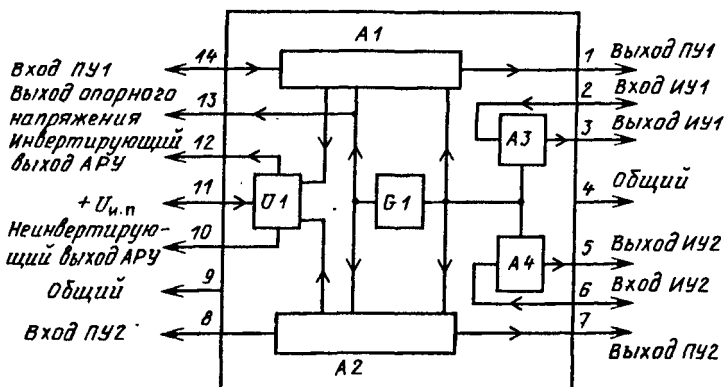 A1
14
Вход ПУ1
Выход опорного
напряжения
13
Инвертирующий
выход АРУ
12
11
+ Uи.п
10
Неинвертирую-
щий выход АРУ
Общий
9
Вход ПУ2
8
U1
G1
A3
A4
A2
1
Выход ПУ1
2
Вход ИУ1
3
Выход ИУ1
4
Общий
5
Выход ИУ2
6
Вход ИУ2
7
Выход ПУ2